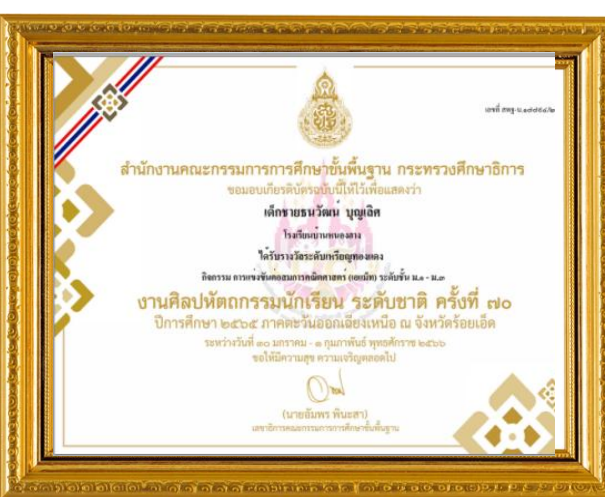 สำนักงานคณะกรรมการการศึกษาขั้นพื้นฐาน กระทรวงศึกษาธิการ
ขอมอบเกียรติบัตรฉบับนี้ให้ไว้เพื่อแสดงว่า
เด็กชายธนวัฒน์ บุญเลิศ
โรงเรียนบ้านหนองลาง
ได้รับรางวัลระดับเหรียญทองแดง
กิจกรรม การแข่งขันต่อสมการคณิตศาสตร์ (เอแม็ท) ระดับชั้น ม.๑ - ม.๓
งานศิลปหัตถกรรมนักเรียน ระดับชาติ ครั้งที่ ๗๐
ปีการศึกษา ๒๕๖๕ ภาคตะวันออกเฉียงเหนือ ณ จังหวัดร้อยเอ็ด
ระหว่างวันที่ ๓๐ มกราคม - ๑ กุมภาพันธ์ พุทธศักราช ๒๕๖๖
ขอให้มีความสุข ความเจริญตลอดไป
(นายอัมพร พินะสา)
เลขาธิการคณะกรรมการการศึกษาขั้นพื้นฐาน